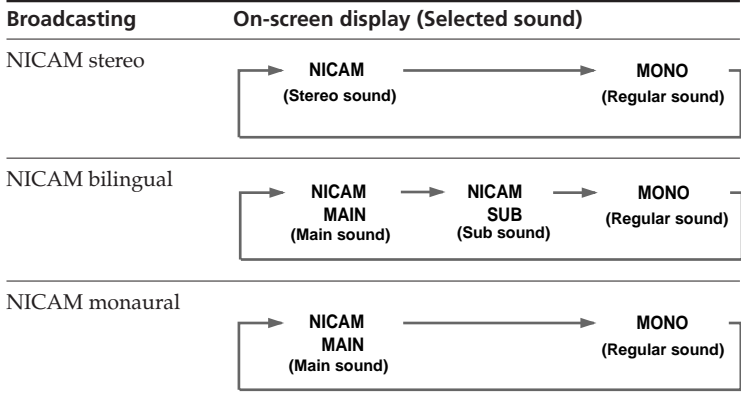 Broadcasting On-screen display (Selected sound)
NICAM stereo
NICAM MONO
(Stereo sound) (Regular sound)
NICAM bilingual
NICAM NICAM MONO
MAIN SUB (Regular sound)
(Main sound) (Sub sound)
NICAM monaural
NICAM MONO
MAIN (Regular sound)
(Main sound)